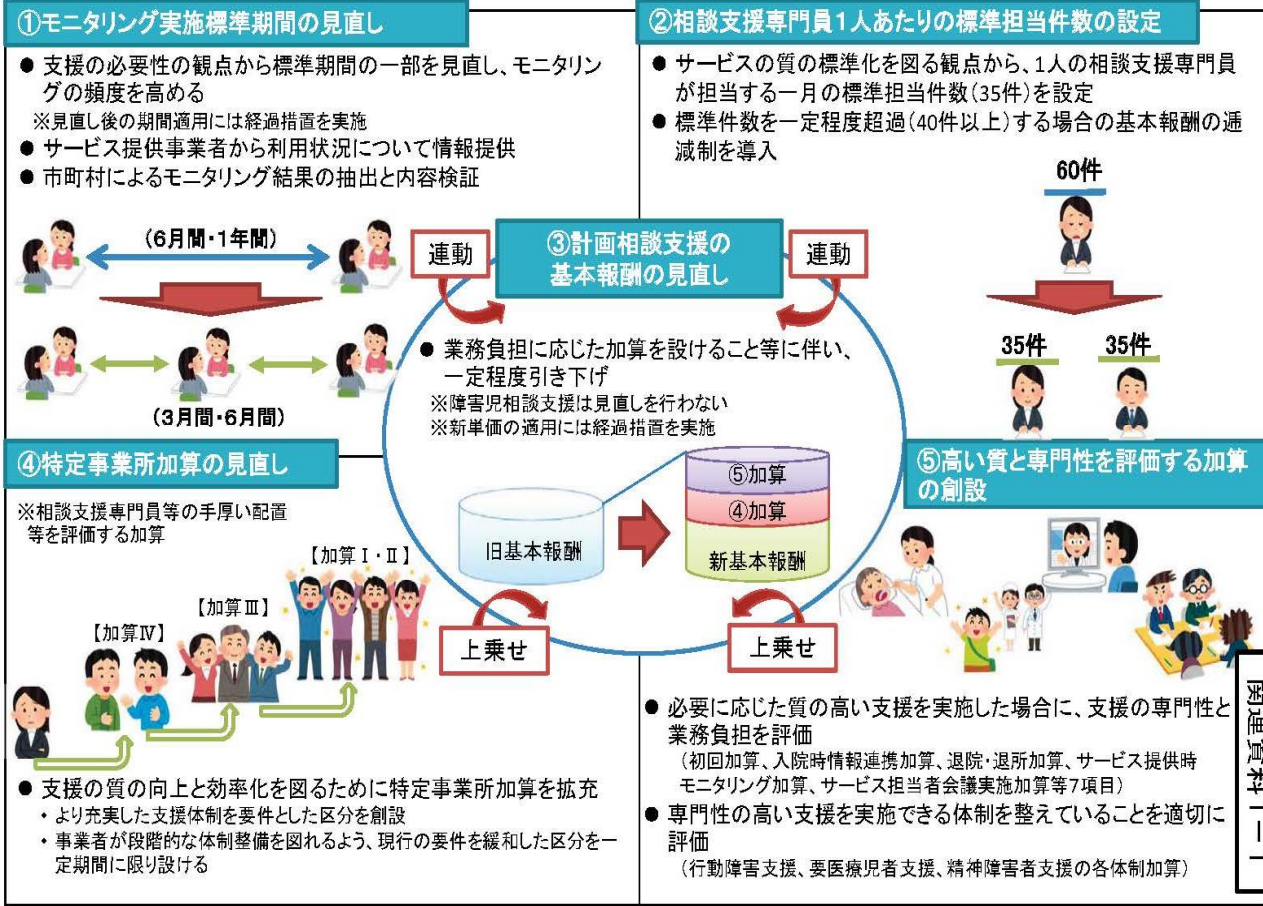 ①モニタリング実施標準期間の見直し
● 支援の必要性の観点から標準期間の一部を見直し、モニタリン
グの頻度を高める
※見直し後の期間適用には経過措置を実施
● サービス提供事業者から利用状況について情報提供
● 市町村によるモニタリング結果の抽出と内容検証
(6月間・1年間)
(3月間・6月間)
②相談支援専門員1人あたりの標準担当件数の設定
● サービスの質の標準化を図る観点から、1人の相談支援専門員
が担当する一月の標準担当件数(35件)を設定
● 標準件数を一定程度超過(40件以上)する場合の基本報酬の逓
減制を導入
60件
35件
35件
連動
③計画相談支援の
基本報酬の見直し
連動
● 業務負担に応じた加算を設けること等に伴い、
一定程度引き下げ
※障害児相談支援は見直しを行わない
※新単価の適用には経過措置を実施
旧基本報酬
⑤加算
④加算
新基本報酬
上乗せ
上乗せ
④特定事業所加算の見直し
※相談支援専門員等の手厚い配置
等を評価する加算
【加算Ⅰ・Ⅱ】
【加算Ⅲ】
【加算Ⅳ】
● 支援の質の向上と効率化を図るために特定事業所加算を拡充
・より充実した支援体制を要件とした区分を創設
・事業者が段階的な体制整備を図れるよう、現行の要件を緩和した区分を一
定期間に限り設ける
⑤高い質と専門性を評価する加算
の創設
● 必要に応じた質の高い支援を実施した場合に、支援の専門性と
業務負担を評価
(初回加算、入院時情報連携加算、退院・退所加算、サービス提供時
モニタリング加算、サービス担当者会議実施加算等7項目)
● 専門性の高い支援を実施できる体制を整えていることを適切に
評価
(行動障害支援、要医療児者支援、精神障害者支援の各体制加算)
関連資料1ー1